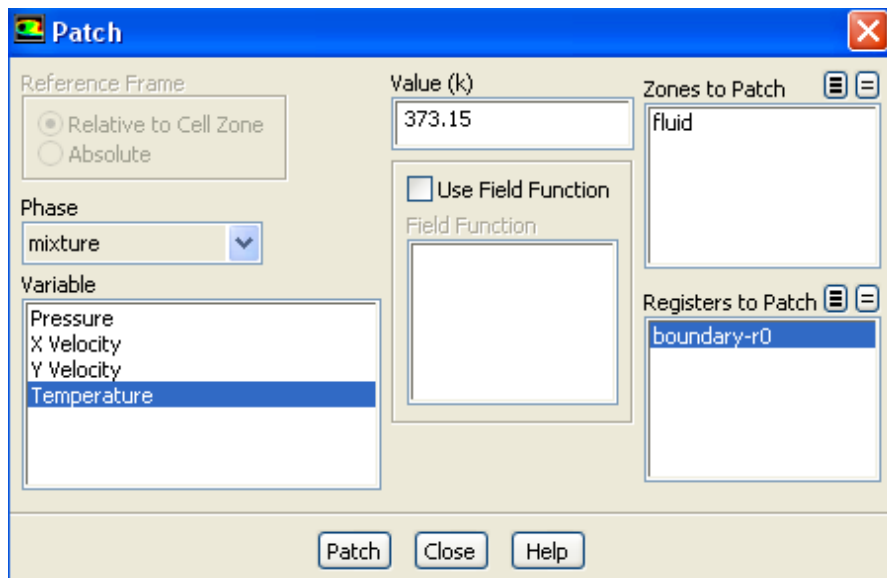 Patch
Reference Frame
Relative to Cell Zone
Absolute
Phase
mixture
Variable
Pressure
X Velocity
Y Velocity
Temperature
Value (k)
373.15
Use Field Function
Field Function
Zones to Patch
fluid
Registers to Patch
boundary-r0
Patch
Close
Help